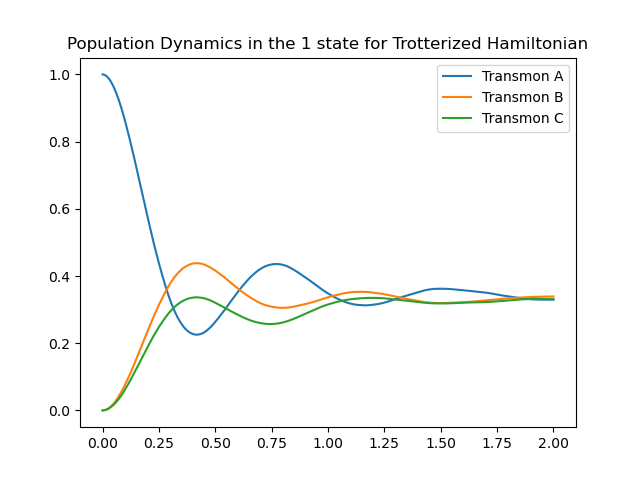 Population Dynamics in the 1 state for Trotterized Hamiltonian
Transmon A
Transmon B
Transmon C
1.0
0.8
0.6
0.4
0.2
0.0
0.00 0.25 0.50 0.75 1.00 1.25 1.50 1.75 2.00